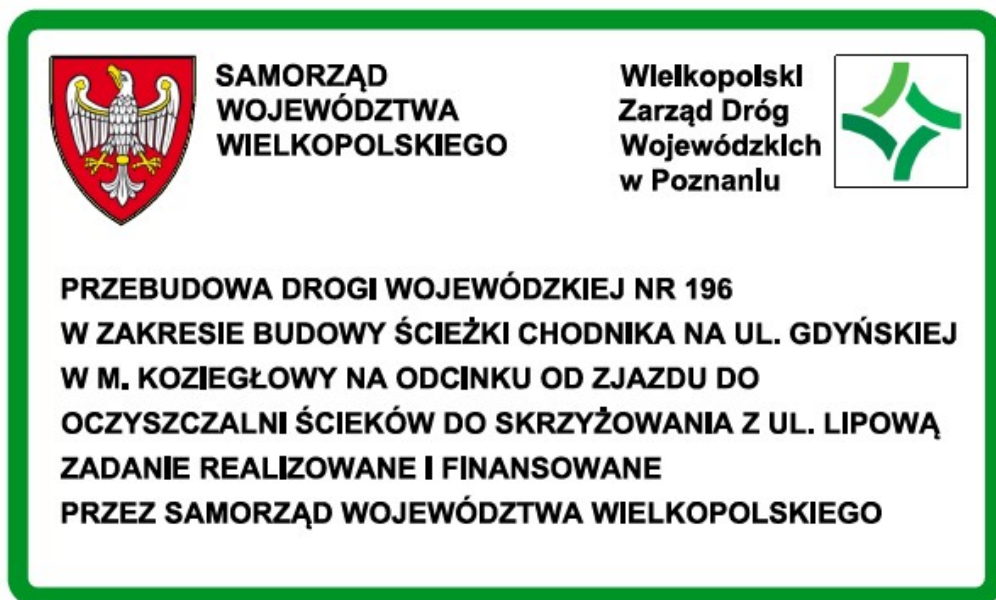 SAMORZĄD
WOJEWÓDZTWA
WIELKOPOLSKIEGO
Wielkopolski
Zarząd Dróg
Wojewódzkich
w Poznaniu
PRZEBUDOWA DROGI WOJEWÓDZKIEJ NR 196
W ZAKRESIE BUDOWY ŚCIEŻKI CHODNIKA NA UL. GDYŃSKIEJ
W M. KOZIEGŁOWY NA ODCINKU OD ZJAZDU DO
OCZYSZCZALNI ŚCIEKÓW DO SKRZYŻOWANIA Z UL. LIPOWĄ
ZADANIE REALIZOWANE I FINANSOWANE
PRZEZ SAMORZĄD WOJEWÓDZTWA WIELKOPOLSKIEGO